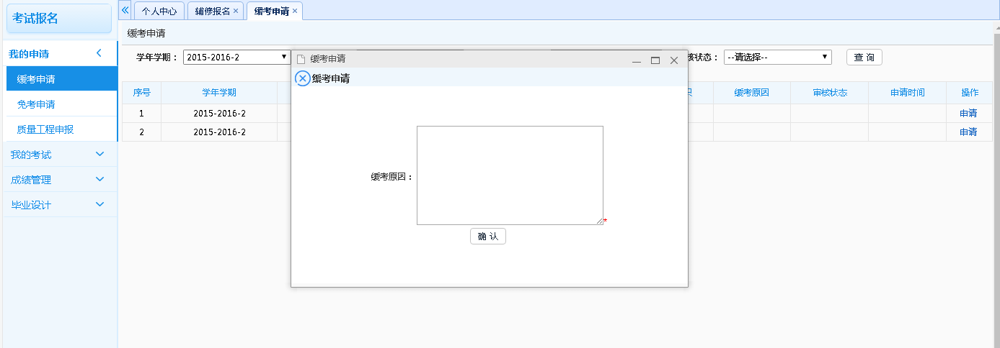 考试报名
我的申请
缓考申请
免考申请
质量工程申报
我的考试
成绩管理
毕业设计
个人中心 辅修报名 缓考申请
缓考申请
学年学期： 2015-2016-2 核状态： --请选择-- 查 询
序号 学年学期 缓考原因 审核状态 申请时间 操作
1 2015-2016-2 申请
2 2015-2016-2 申请
缓考申请
缓考申请
缓考原因： *
确 认